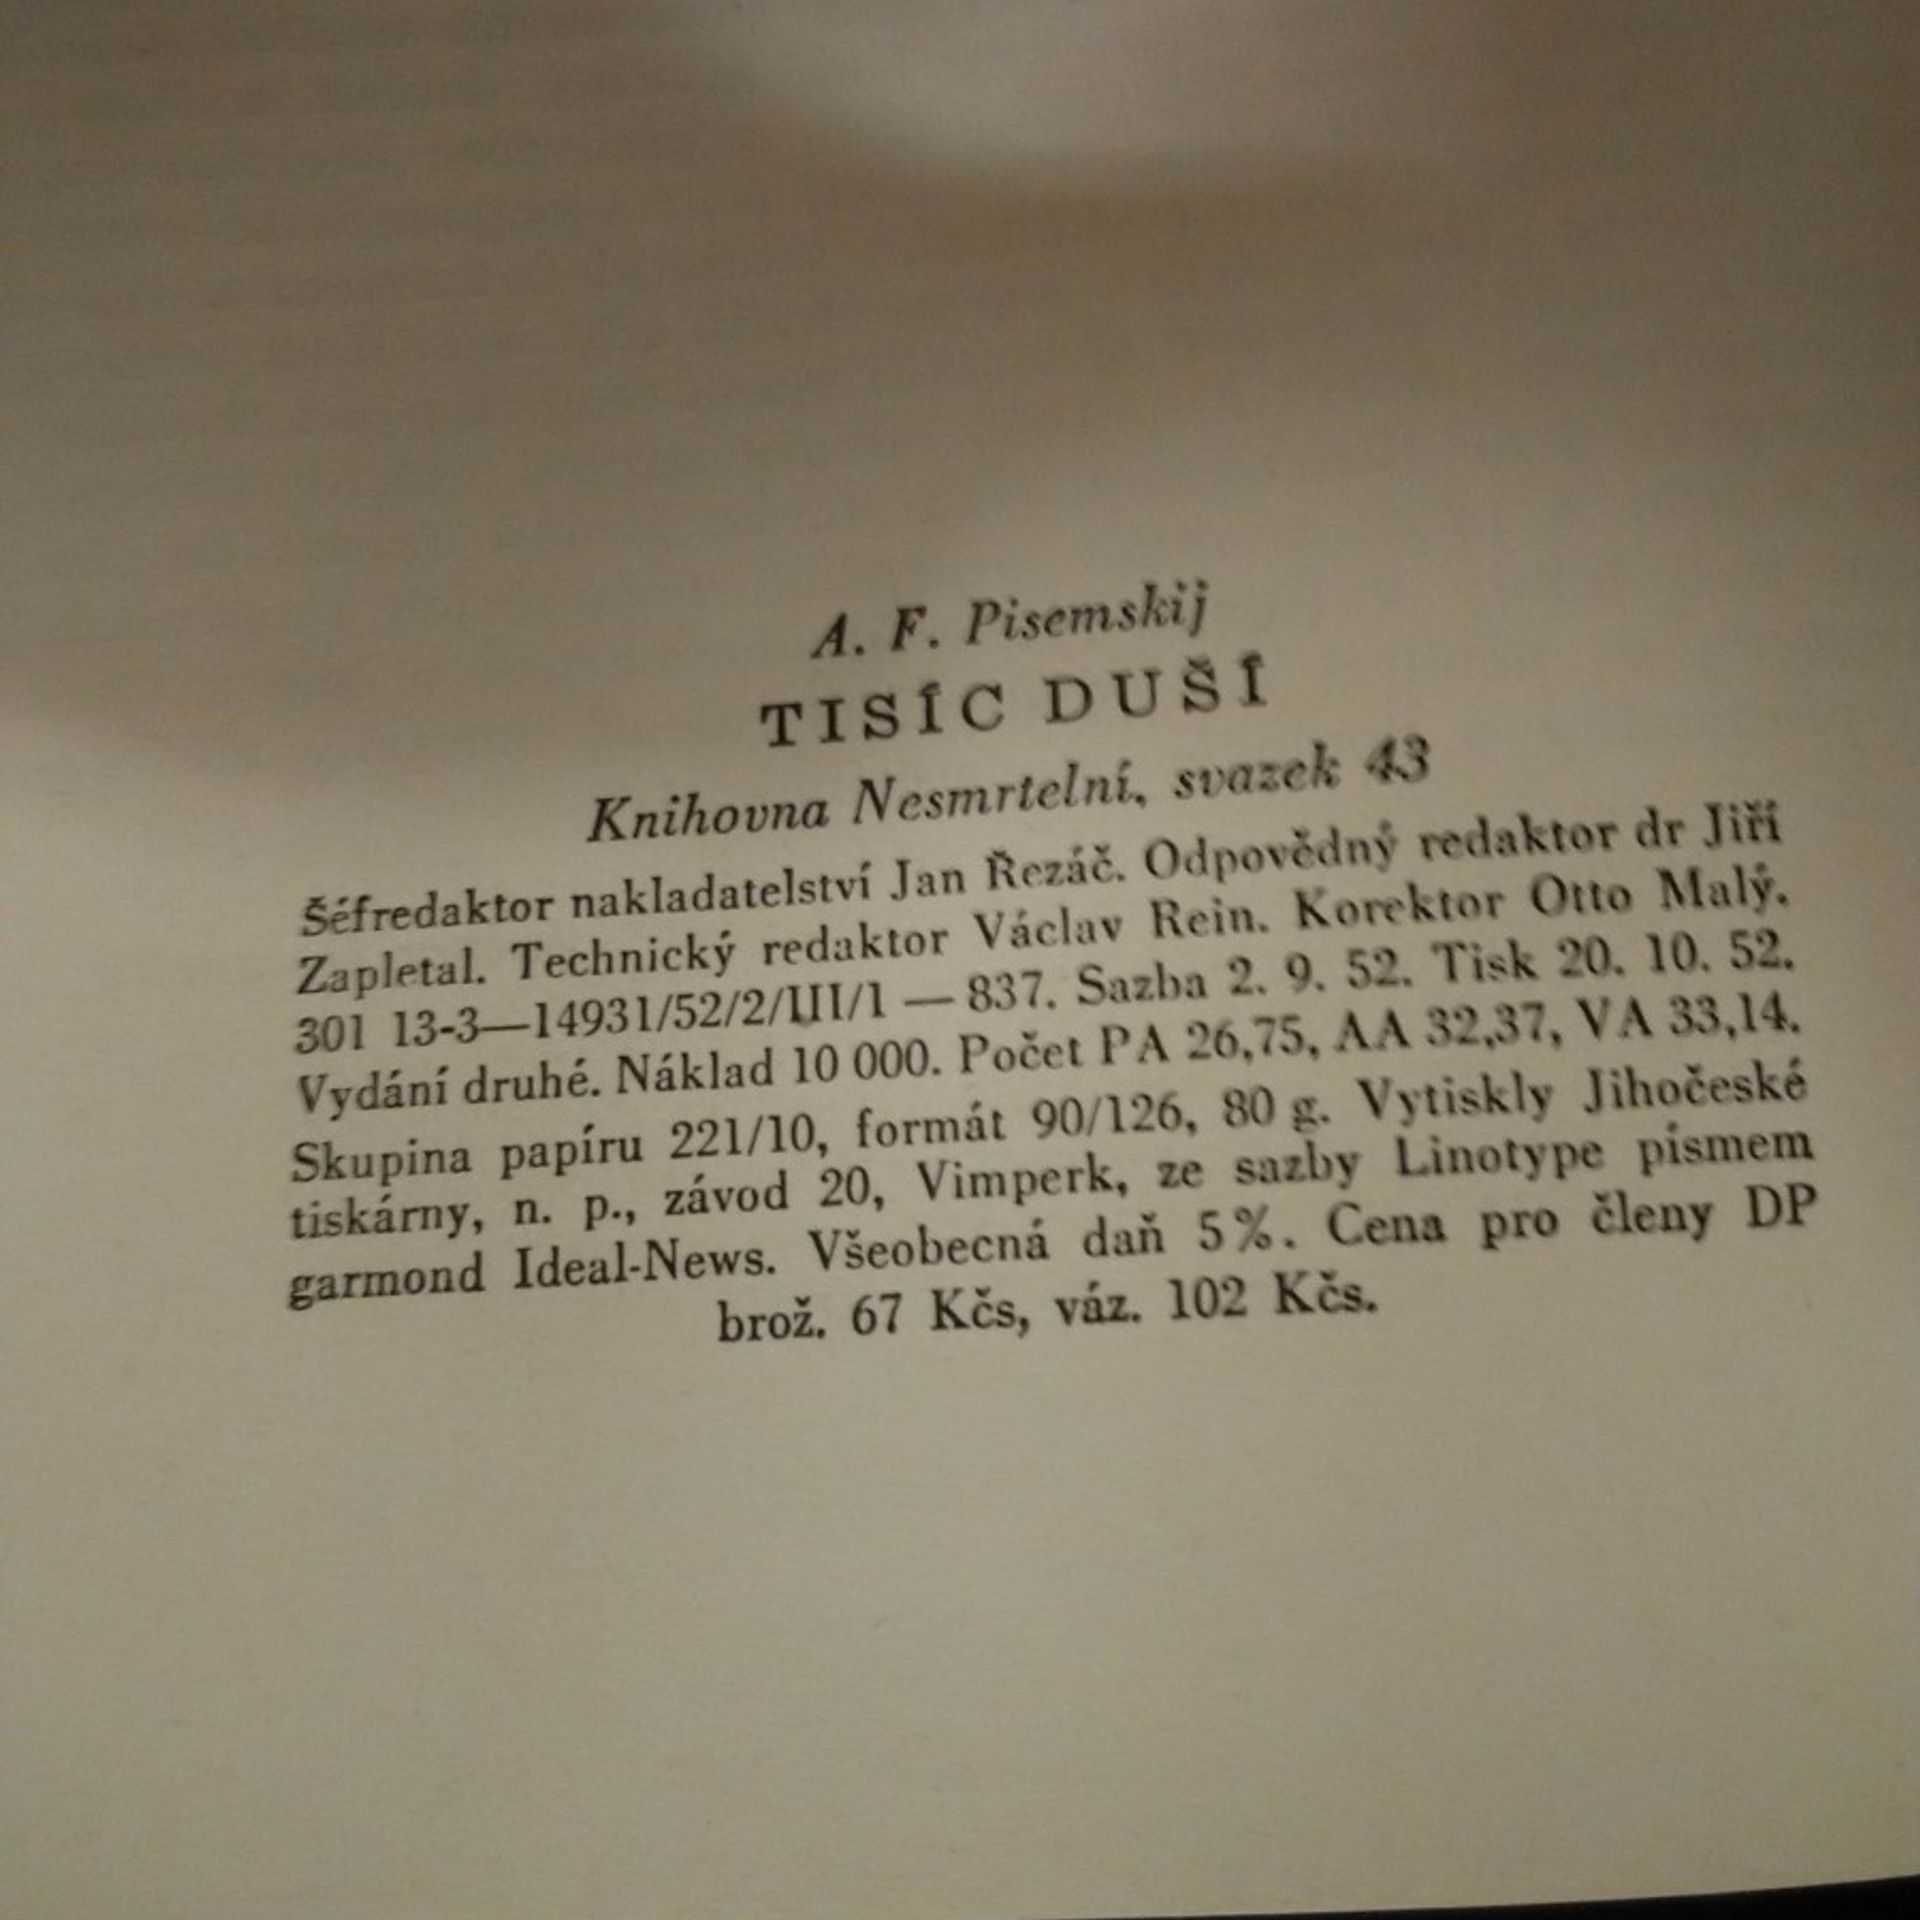 A. F. Pisemskij
TISÍC DUŠÍ
Knihovna Nesmrtelní, svazek 43
Šéfredaktor nakladatelství Jan Řezáč. Odpovědný redaktor dr Jiří
Zapletal. Technický redaktor Václav Rein. Korektor Otto Malý.
301 13-3—14931/52/2/III/1 — 837. Sazba 2. 9. 52. Tisk 20. 10. 52.
Vydání druhé. Náklad 10 000. Počet PA 26,75, AA 32,37, VA 33,14.
Skupina papíru 221/10, formát 90/126, 80 g. Vytiskly Jihočeské
tiskárny, n. p., závod 20, Vimperk, ze sazby Linotype písmem
garmond Ideal-News. Všeobecná daň 5%. Cena pro členy DP
brož. 67 Kčs, váz. 102 Kčs.